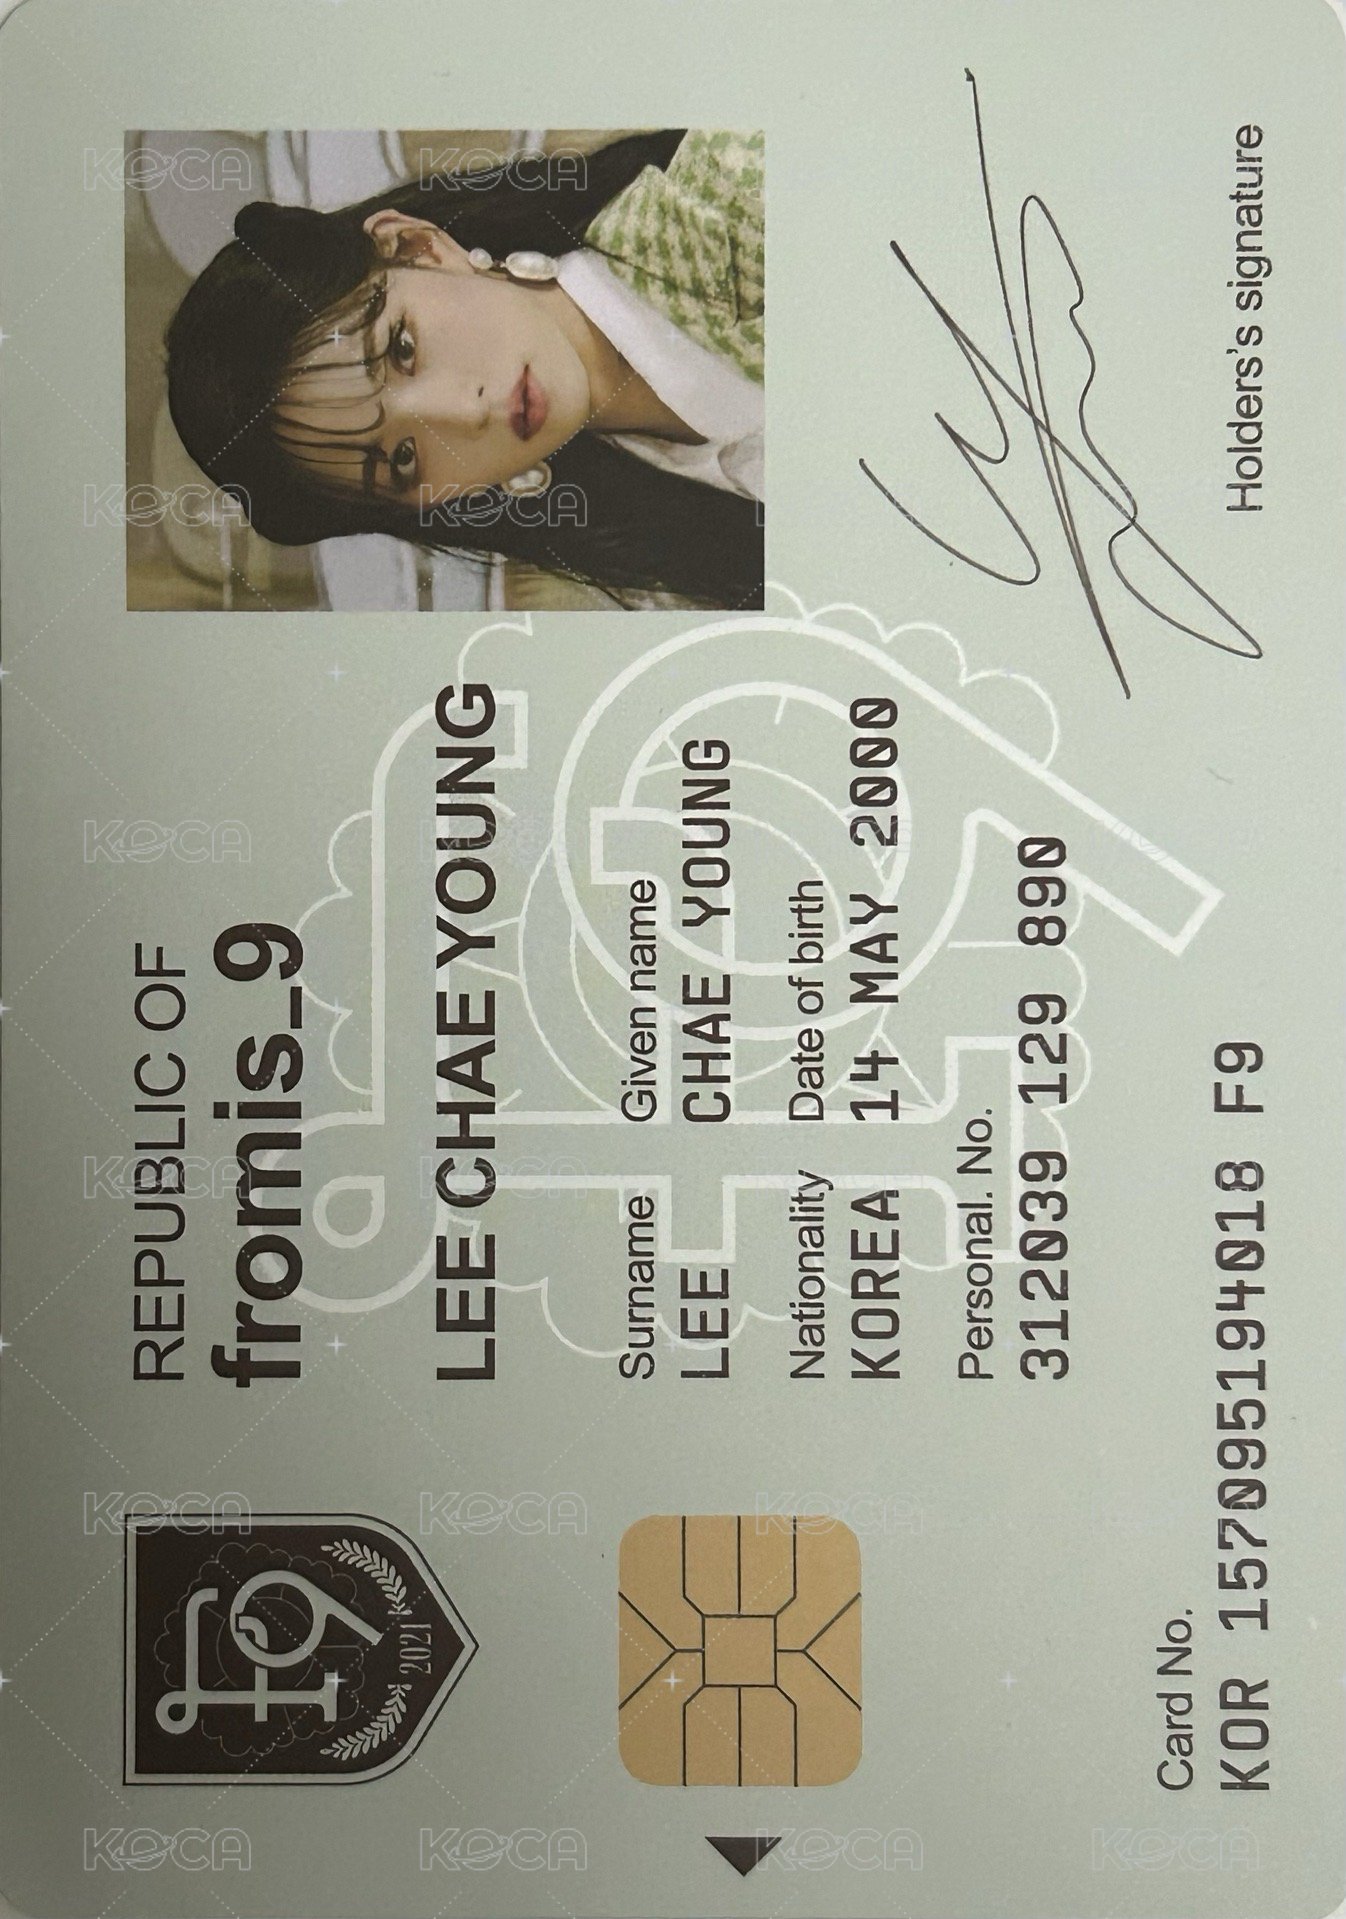 REPUBLIC OF
fromis_9
LEE CHAE YOUNG
Surname Given name
LEE CHAE YOUNG
Nationality Date of birth
KOREA 14 MAY 2000
Personal. No.
312039 129 890
Holders's signature
Card No.
KOR 157095194018 F9
2021
KOCA